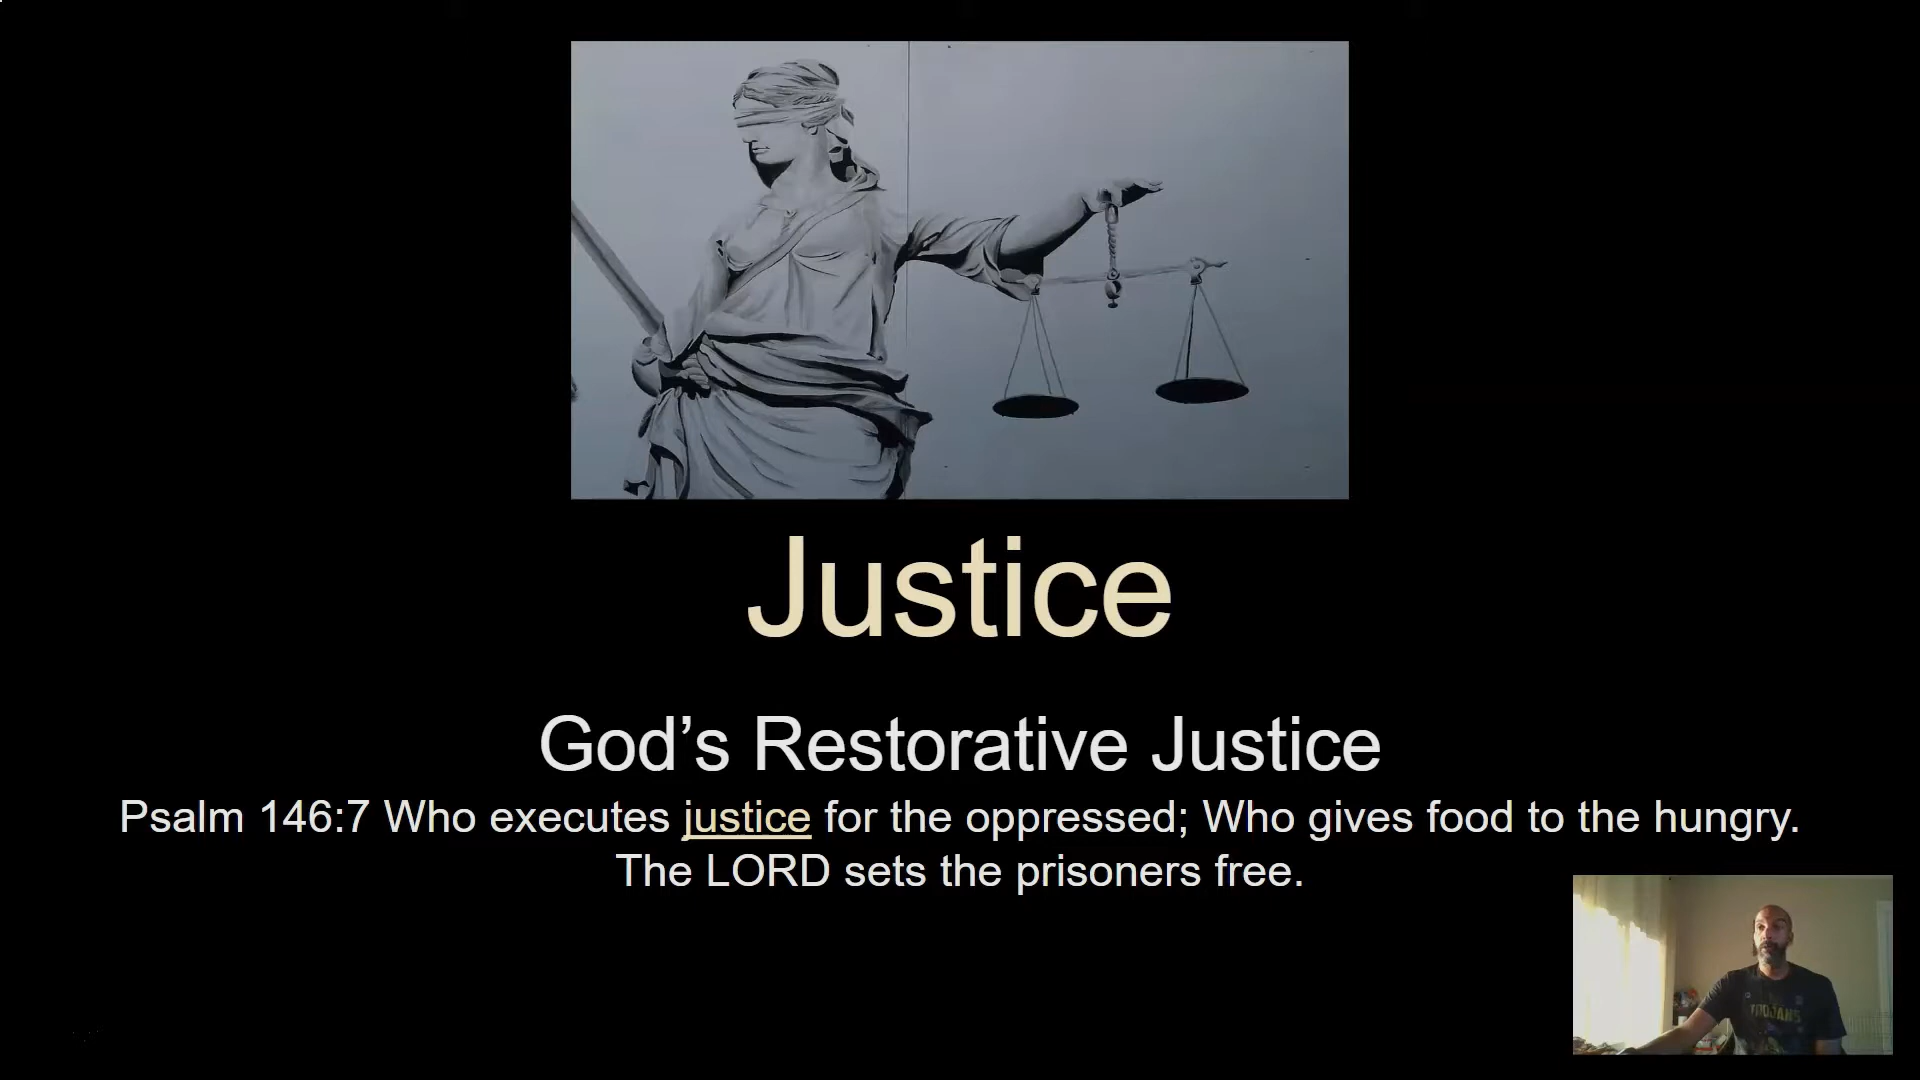 Justice
God’s Restorative Justice
Psalm 146:7 Who executes justice for the oppressed; Who gives food to the hungry.
The LORD sets the prisoners free.
TROJANS